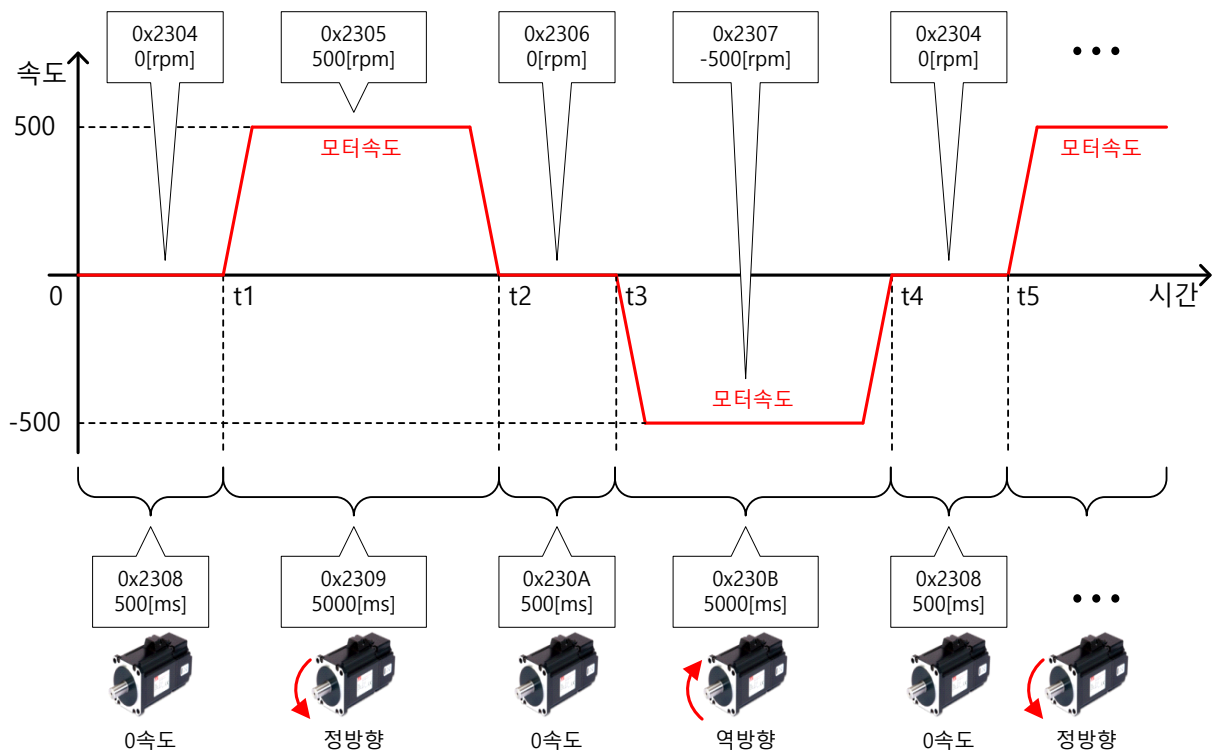 0x2304
0[rpm]
0x2305
500[rpm]
0x2306
0[rpm]
0x2307
-500[rpm]
0x2304
0[rpm]
•••
속도
500
모터속도
모터속도
0
t1
t2
t3
t4
t5
시간
-500
모터속도
0x2308
500[ms]
0x2309
5000[ms]
0x230A
500[ms]
0x230B
5000[ms]
0x2308
500[ms]
•••
0속도
정방향
0속도
역방향
0속도
정방향